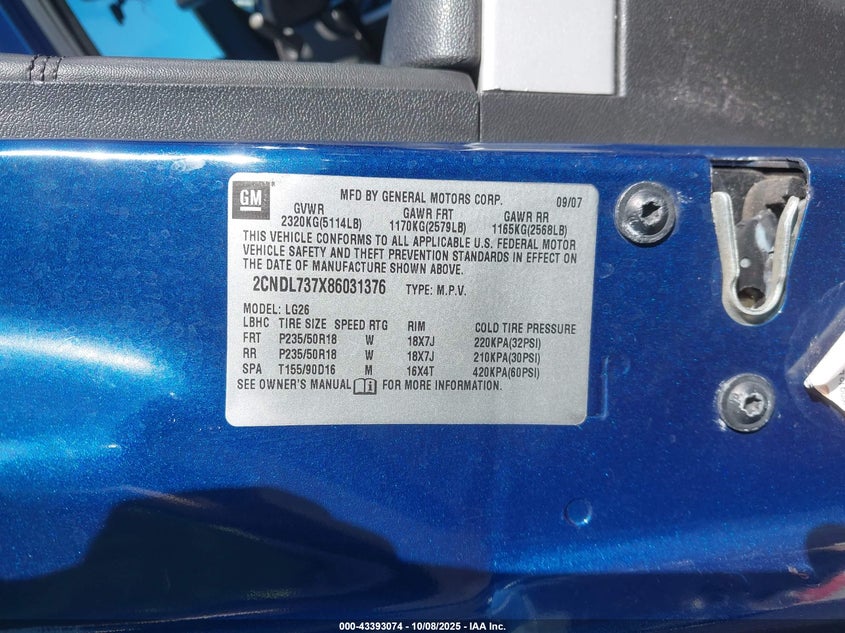 GM
MFD BY GENERAL MOTORS CORP. 09/07
GVWR GAWR FRT GAWR RR
2320KG(5114LB) 1170KG(2579LB) 1165KG(2568LB)
THIS VEHICLE CONFORMS TO ALL APPLICABLE U.S. FEDERAL MOTOR
VEHICLE SAFETY AND THEFT PREVENTION STANDARDS IN EFFECT ON
THE DATE OF MANUFACTURE SHOWN ABOVE.
2CNDL737X86031376 TYPE: M.P.V.
MODEL: LG26
LBHC TIRE SIZE SPEED RTG RIM COLD TIRE PRESSURE
FRT P235/50R18 W 18X7J 220KPA(32PSI)
RR P235/50R18 W 18X7J 210KPA(30PSI)
SPA T155/90D16 M 16X4T 420KPA(60PSI)
SEE OWNER'S MANUAL FOR MORE INFORMATION.
000-43393074 - 10/08/2025 - IAA Inc.